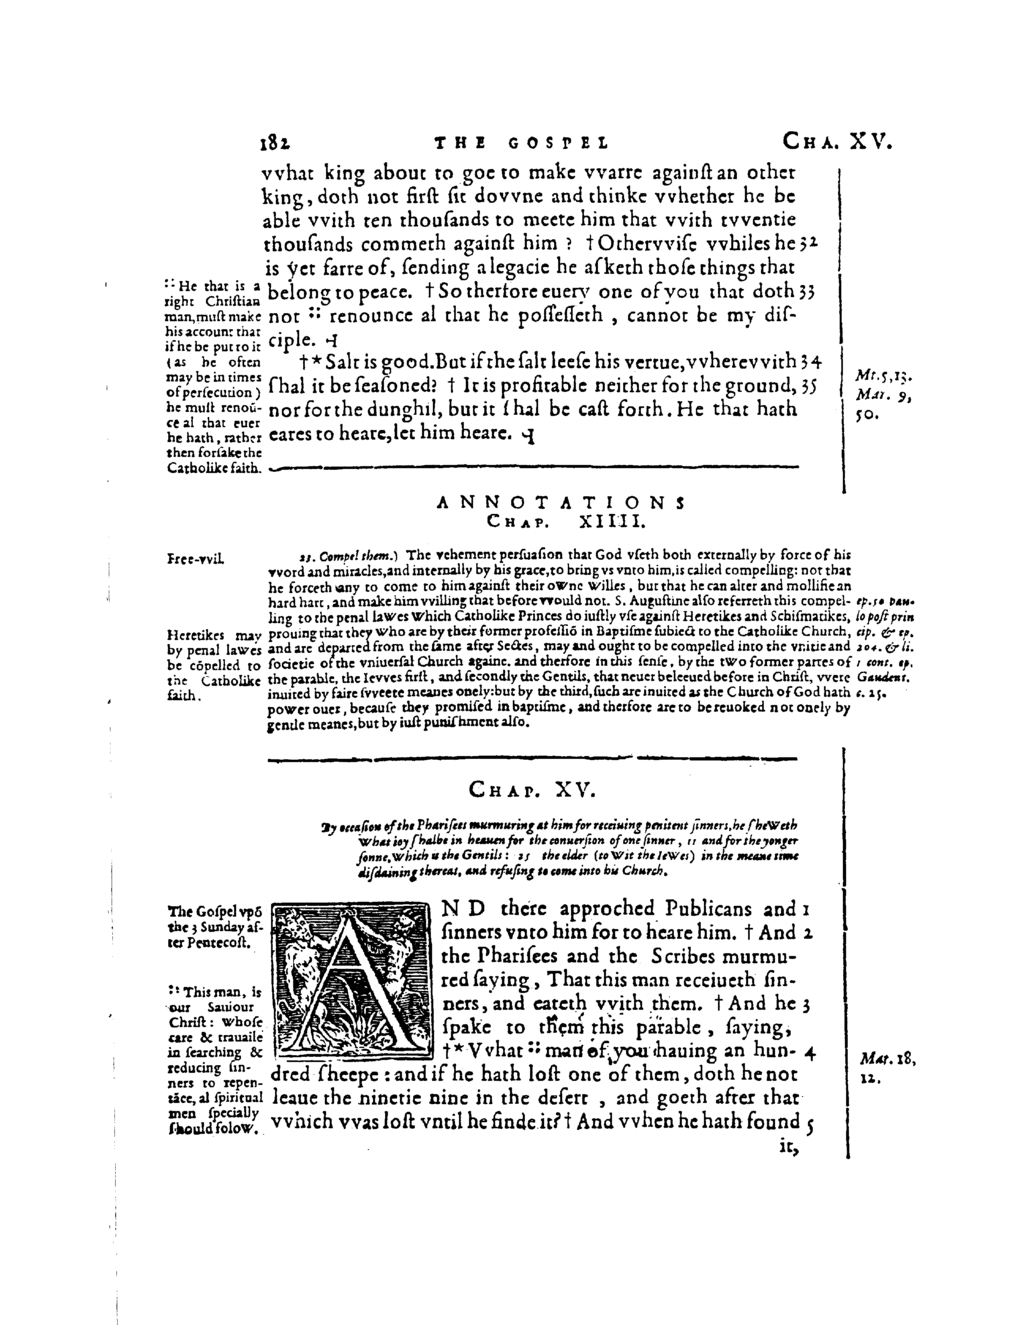 182 THE GOSPEL CHA. XV.
vvhat king about to goe to make vvarre againſt an other
king, doth not firſt ſit dovvne and thinke vvhether he be
able vvith ten thouſands to meete him that vvith tvventie
thouſands commeth againſt him ? † Othervviſe vvhiles he 32
is yet farre of, ſending a legacie he aſketh thoſe things that
belong to peace. † So therfore euery one of you that doth 33
not :: renounce al that he poſſeſſeth , cannot be my diſ-
ciple. ⊣
† * Salt is good. But if the ſalt leeſe his vertue, vvherevvith 34
ſhal it be ſeaſoned? † It is profitable neither for the ground, 35
nor for the dunghil, but it ſhal be caſt forth. He that hath
eares to heare, let him heare. ⊣
:: He that is a
right Chriſtian
man, muſt make
his account that
if he be put to it
(as he often
may be in times
of perſecution)
he muſt renoū-
ce al that euer
he hath, rather
then forſake the
Catholike faith.
Mt. 5, 13.
Mar. 9,
50.
ANNOTATIONS
CHAP. XIIII.
23. Compel them.) The vehement perſuaſion that God vſeth both externally by force of his
vvord and miracles, and internally by his grace, to bring vs vnto him, is called compelling: not that
he forceth any to come to him againſt their owne willes, but that he can alter and mollifie an
hard hart, and make him vvilling that before vvould not. S. Auguſtine alſo referreth this compel-
ling to the penal lawes which Catholike Princes do iuſtly vſe againſt Heretikes and Schiſmatikes,
prouing that they who are by their former profeſſiō in Baptiſme ſubiect to the Catholike Church,
and are departed from the ſame after Sectes, may and ought to be compelled into the vnitie and
ſocietie of the vniuerſal Church againe. and therfore in this ſenſe, by the two former partes of
the parable, the Ievves firſt, and ſecondly the Gentils, that neuer beleeued before in Chriſt, vvere
inuited by faire ſvveete meanes onely: but by the third, ſuch are inuited as the Church of God hath
power ouer, becauſe they promiſed in baptiſme, and therfore are to be reuoked not onely by
gentle meanes, but by iuſt puniſhment alſo.
Free-vvil.
Heretikes may
by penal lawes
be cōpelled to
the Catholike
faith.
ep. 50 Bon-
io poſt prin
cip. & ep.
204. & li.
1 cont. ep.
Gaudent.
c. 25.
CHAP. XV.
By occaſion of the Phariſees murmuring at him for receiuing penitent ſinners, he ſheweth
what ioy ſhalbe in heauen for the conuerſion of one ſinner, 11 and for the yonger
ſonne, which is the Gentils: 25 the elder (to wit the Iewes) in the meane time
diſdaining thereat, and refuſing to come into his Church.
AND there approched Publicans and 1
ſinners vnto him for to heare him. † And 2
the Phariſees and the Scribes murmu-
red ſaying, That this man receiueth ſin-
ners, and eateth vvith them. † And he 3
ſpake to them this parable, ſaying,
† * Vvhat :: man of you hauing an hun- 4
dred ſheepe : and if he hath loſt one of them, doth he not
leaue the ninetie nine in the deſert , and goeth after that
vvhich vvas loſt vntil he finde it? † And vvhen he hath found 5
it,
The Goſpel vpō
the 3 Sunday af-
ter Pentecoſt.
:: This man, is
our Sauiour
Chriſt: whoſe
care & trauaile
in ſearching &
reducing ſin-
ners to repen-
tāce, al ſpiritual
men ſpecially
ſhould folow.
Mat. 18,
12.